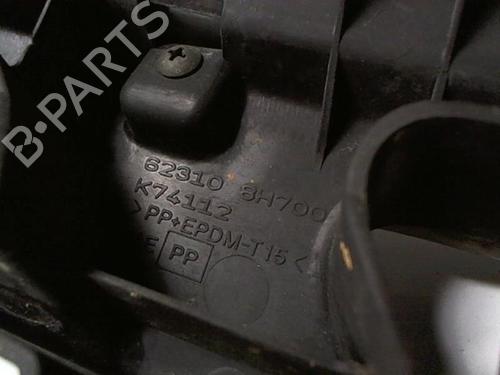 B-PARTS
62310 8H700
K74112
>PP+EPDM-T15<
PP